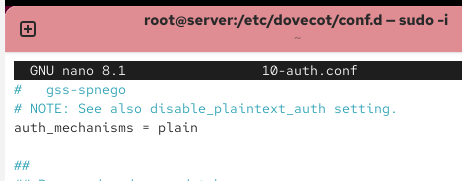 root@server:/etc/dovecot/conf.d — sudo -i
~
GNU nano 8.1 10-auth.conf
#   gss-spnego
# NOTE: See also disable_plaintext_auth setting.
auth_mechanisms = plain
##